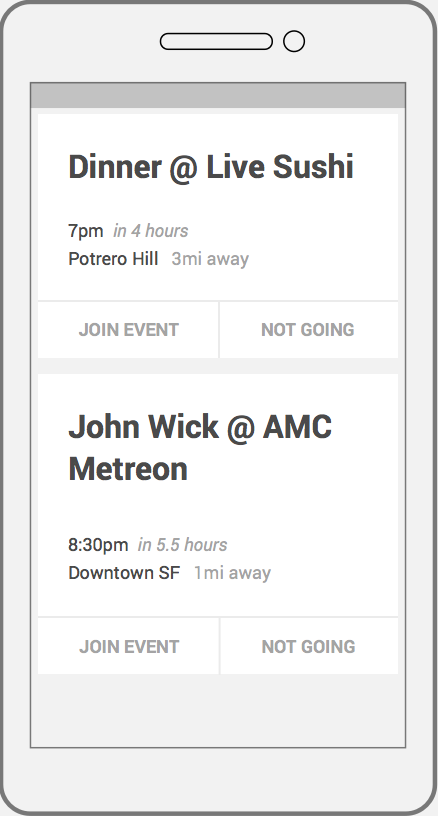 Dinner @ Live Sushi
7pm in 4 hours
Potrero Hill 3mi away
JOIN EVENT NOT GOING
John Wick @ AMC
Metreon
8:30pm in 5.5 hours
Downtown SF 1mi away
JOIN EVENT NOT GOING